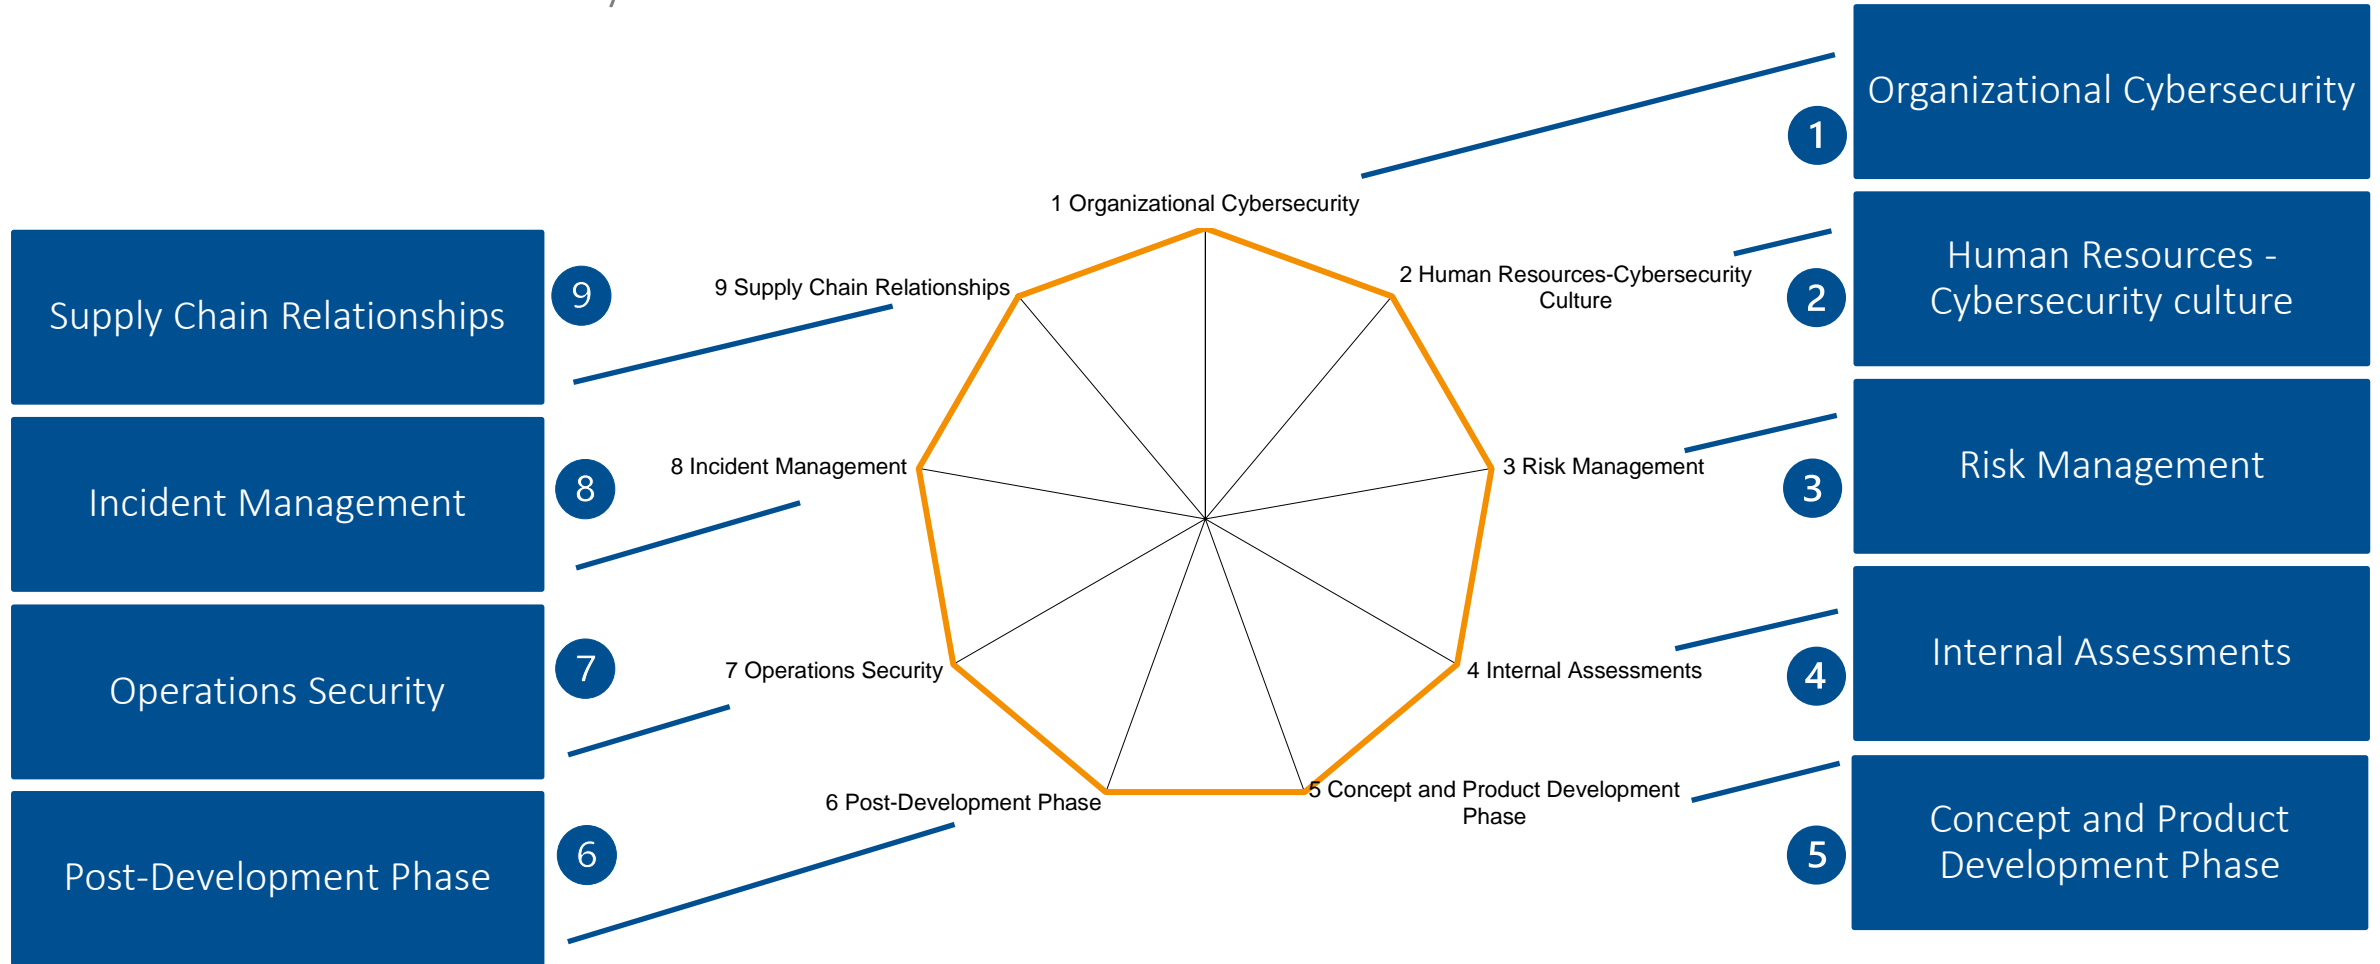 Organizational Cybersecurity
1
1 Organizational Cybersecurity
Human Resources -
Cybersecurity culture
2
2 Human Resources-Cybersecurity
Culture
9 Supply Chain Relationships
9
Supply Chain Relationships
Risk Management
3
3 Risk Management
8 Incident Management
8
Incident Management
Internal Assessments
4
4 Internal Assessments
7 Operations Security
7
Operations Security
Concept and Product
Development Phase
5
5 Concept and Product Development
Phase
6 Post-Development Phase
6
Post-Development Phase